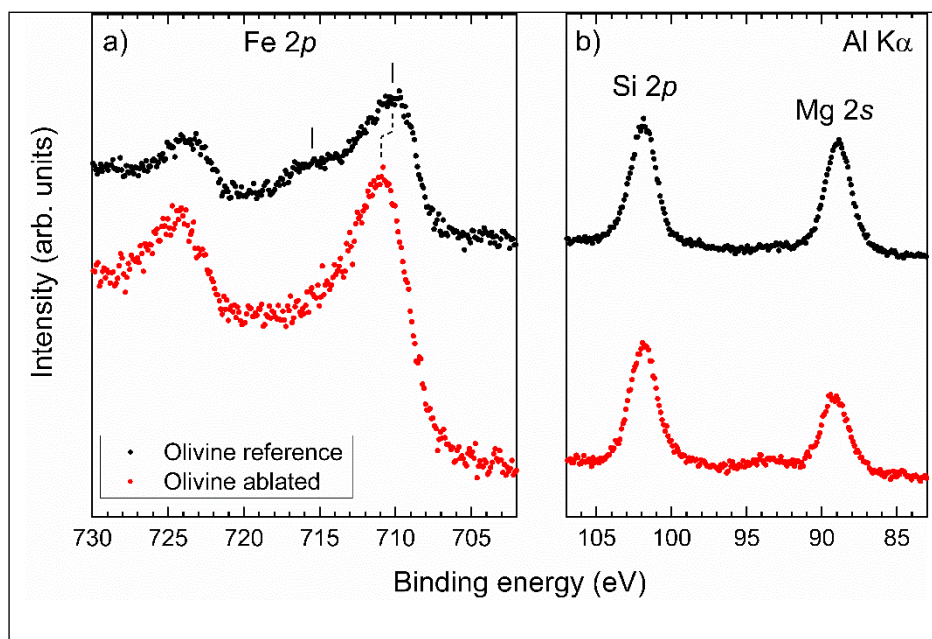 a) Fe 2p
b) Al Kα
Si 2p
Mg 2s
Intensity (arb. units)
Olivine reference
Olivine ablated
730 725 720 715 710 705
105 100 95 90 85
Binding energy (eV)